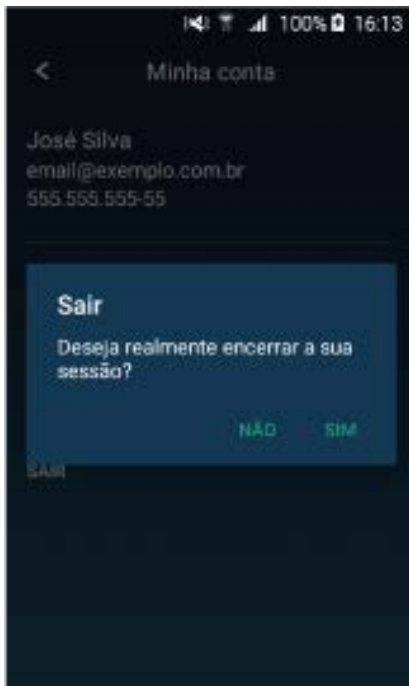 100% 16:13
< Minha conta
José Silva
email@exemplo.com.br
555.555.555-55
Sair
Deseja realmente encerrar a sua
sessão?
NÃO SIM
SAIR